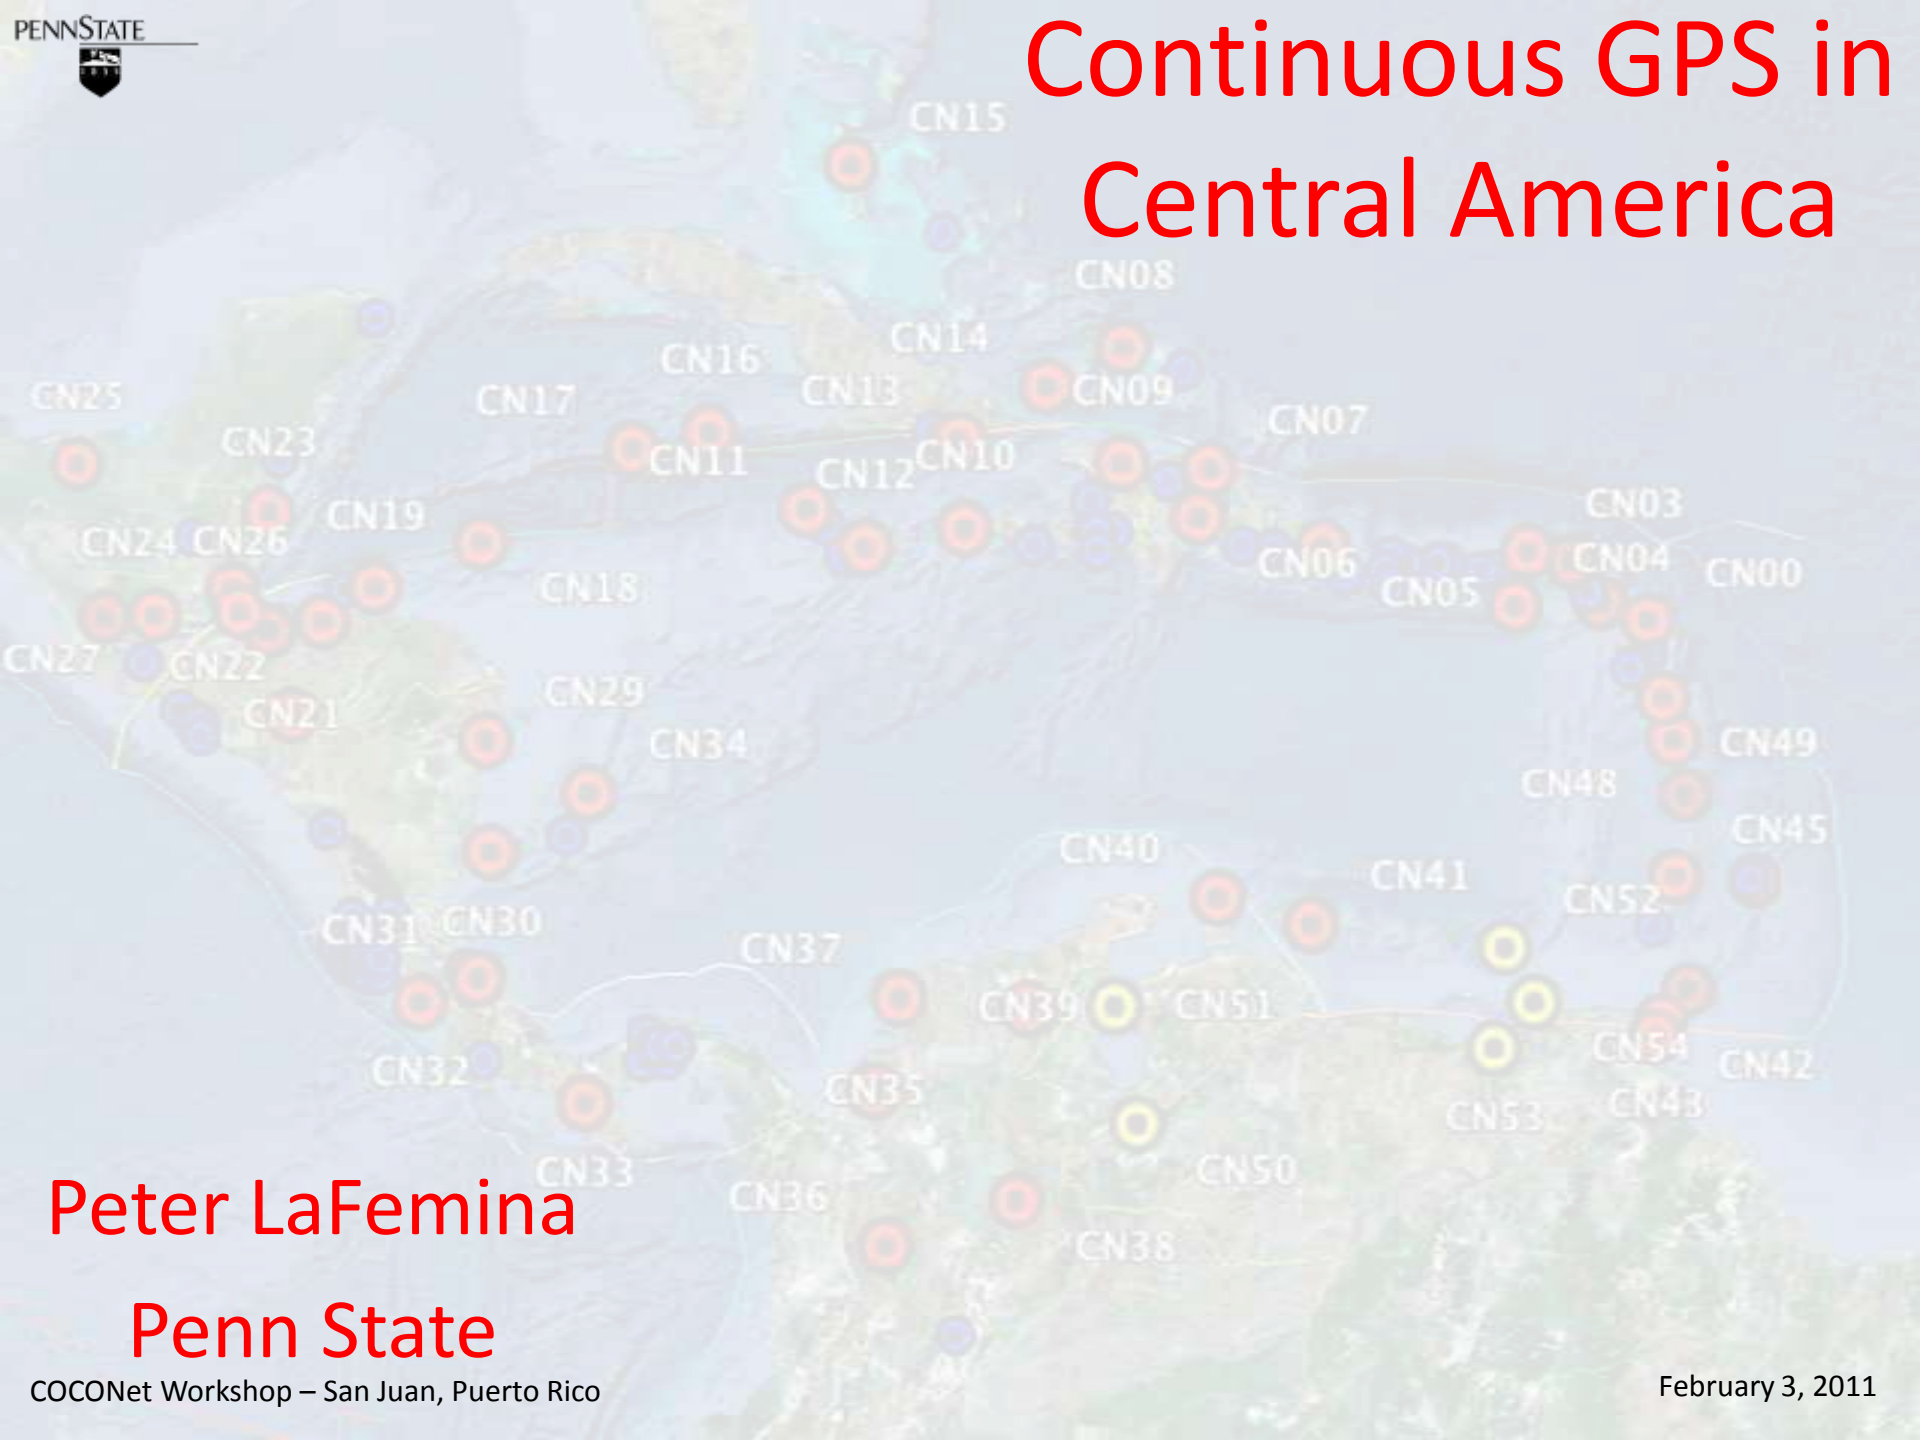 PENNSTATE
1855
Continuous GPS in
Central America
CN15
CN08
CN14
CN16
CN13
CN09
CN17
CN25
CN07
CN23
CN11
CN12
CN10
CN03
CN19
CN24
CN26
CN06
CN04
CN00
CN18
CN05
CN27
CN22
CN29
CN21
CN34
CN49
CN48
CN45
CN40
CN41
CN52
CN31
CN30
CN37
CN39
CN51
CN54
CN42
CN32
CN35
CN53
CN43
CN33
CN36
CN50
CN38
Peter LaFemina
Penn State
COCONet Workshop – San Juan, Puerto Rico
February 3, 2011